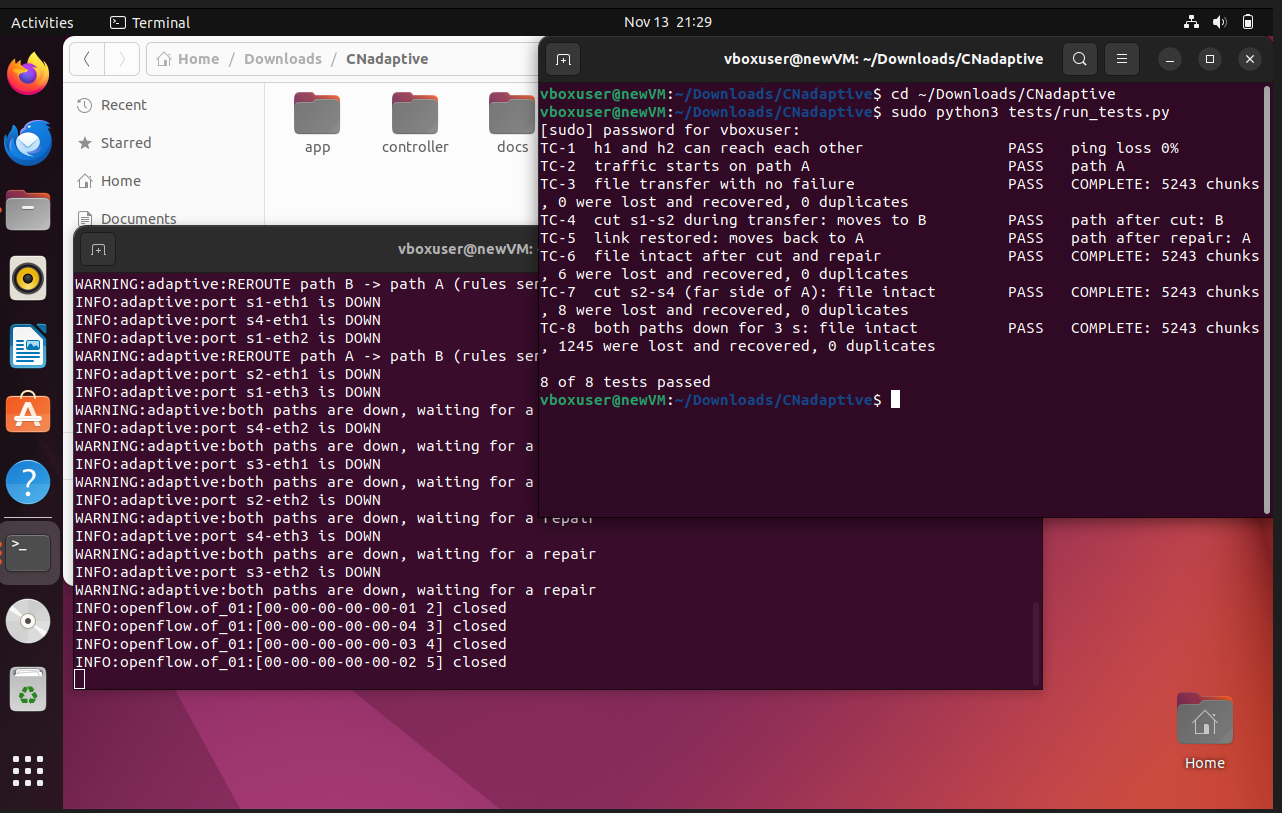 Activities
Terminal
Nov 13 21:29
Home / Downloads / CNadaptive
Recent
Starred
Home
Documents
app
controller
docs
vboxuser@newVM: ~/Downloads/CNadaptive
vboxuser@newVM:~/Downloads/CNadaptive$ cd ~/Downloads/CNadaptive
vboxuser@newVM:~/Downloads/CNadaptive$ sudo python3 tests/run_tests.py
[sudo] password for vboxuser:
TC-1 h1 and h2 can reach each other PASS ping loss 0%
TC-2 traffic starts on path A PASS path A
TC-3 file transfer with no failure PASS COMPLETE: 5243 chunks
, 0 were lost and recovered, 0 duplicates
TC-4 cut s1-s2 during transfer: moves to B PASS path after cut: B
TC-5 link restored: moves back to A PASS path after repair: A
TC-6 file intact after cut and repair PASS COMPLETE: 5243 chunks
, 6 were lost and recovered, 0 duplicates
TC-7 cut s2-s4 (far side of A): file intact PASS COMPLETE: 5243 chunks
, 8 were lost and recovered, 0 duplicates
TC-8 both paths down for 3 s: file intact PASS COMPLETE: 5243 chunks
, 1245 were lost and recovered, 0 duplicates
8 of 8 tests passed
vboxuser@newVM:~/Downloads/CNadaptive$
vboxuser@newVM:
WARNING:adaptive:REROUTE path B -> path A (rules se
INFO:adaptive:port s1-eth1 is DOWN
INFO:adaptive:port s4-eth1 is DOWN
INFO:adaptive:port s1-eth2 is DOWN
WARNING:adaptive:REROUTE path A -> path B (rules se
INFO:adaptive:port s2-eth1 is DOWN
INFO:adaptive:port s1-eth3 is DOWN
WARNING:adaptive:both paths are down, waiting for a
INFO:adaptive:port s4-eth2 is DOWN
WARNING:adaptive:both paths are down, waiting for a
INFO:adaptive:port s3-eth1 is DOWN
WARNING:adaptive:both paths are down, waiting for a
INFO:adaptive:port s2-eth2 is DOWN
WARNING:adaptive:both paths are down, waiting for a repair
INFO:adaptive:port s4-eth3 is DOWN
WARNING:adaptive:both paths are down, waiting for a repair
INFO:adaptive:port s3-eth2 is DOWN
WARNING:adaptive:both paths are down, waiting for a repair
INFO:openflow.of_01:[00-00-00-00-00-01 2] closed
INFO:openflow.of_01:[00-00-00-00-00-04 3] closed
INFO:openflow.of_01:[00-00-00-00-00-03 4] closed
INFO:openflow.of_01:[00-00-00-00-00-02 5] closed
Home